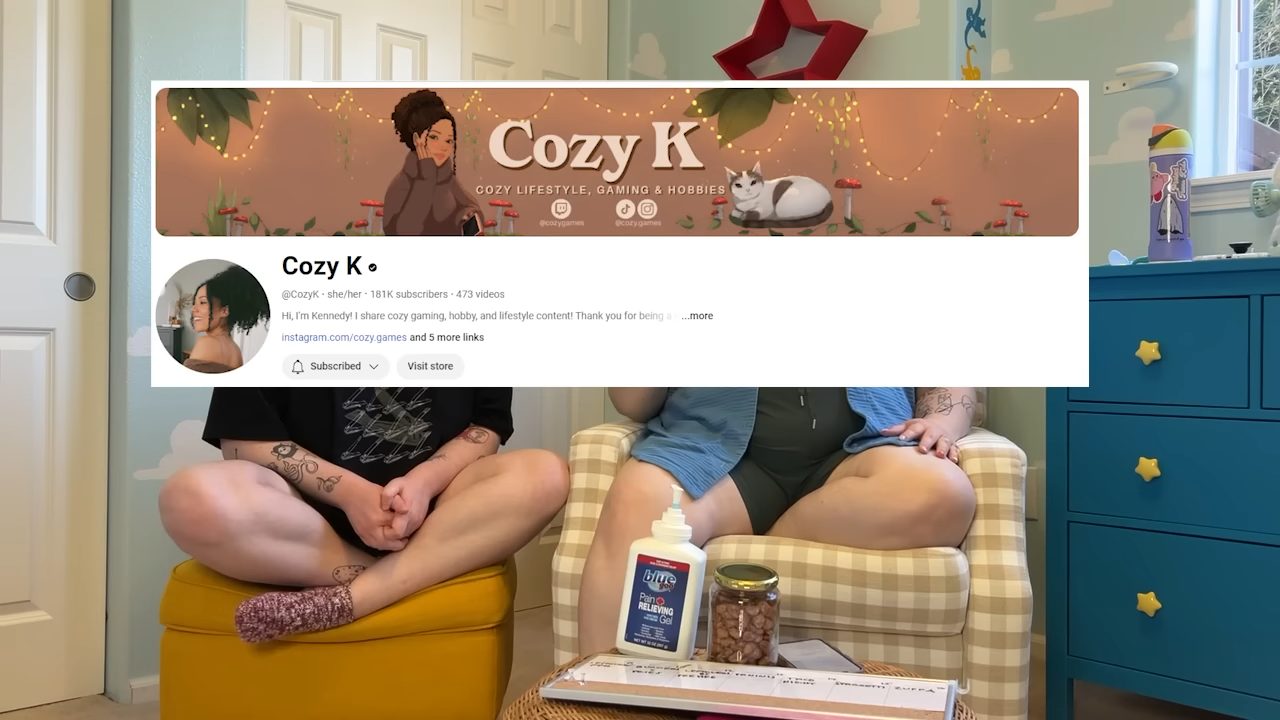 Cozy K
COZY LIFESTYLE, GAMING & HOBBIES
@cozygames
@cozy.games
Cozy K
@CozyK - she/her - 181K subscribers - 473 videos
Hi, I'm Kennedy! I share cozy gaming, hobby, and lifestyle content! Thank you for being a ...more
instagram.com/cozy.games and 5 more links
Subscribed
Visit store
blue
Pain
RELIEVING
Gel
SPAGHETTI